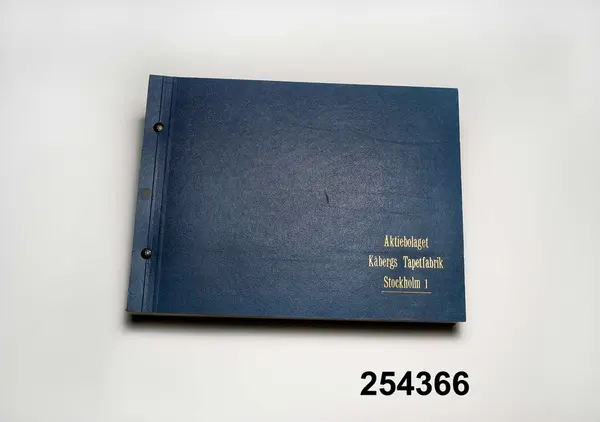 Aktiebolaget
Kåbergs Tapetfabrik
Stockholm 1
254366